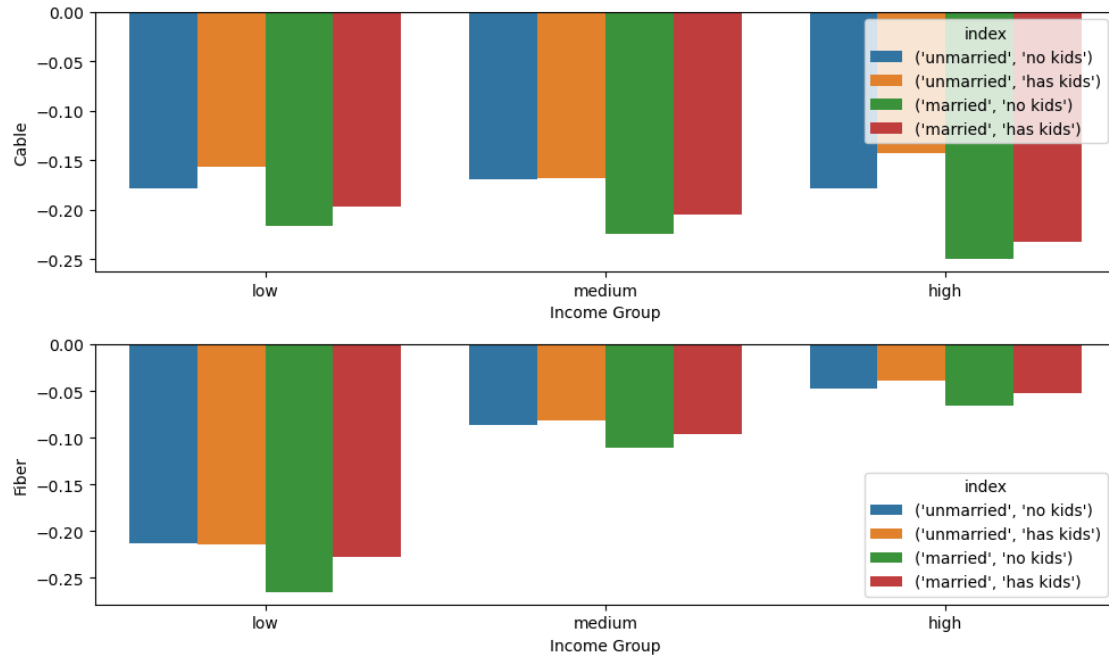 0.00
−0.05
−0.10
−0.15
−0.20
−0.25
Cable
index
('unmarried', 'no kids')
('unmarried', 'has kids')
('married', 'no kids')
('married', 'has kids')
low medium high
Income Group
0.00
−0.05
−0.10
−0.15
−0.20
−0.25
Fiber
index
('unmarried', 'no kids')
('unmarried', 'has kids')
('married', 'no kids')
('married', 'has kids')
low medium high
Income Group